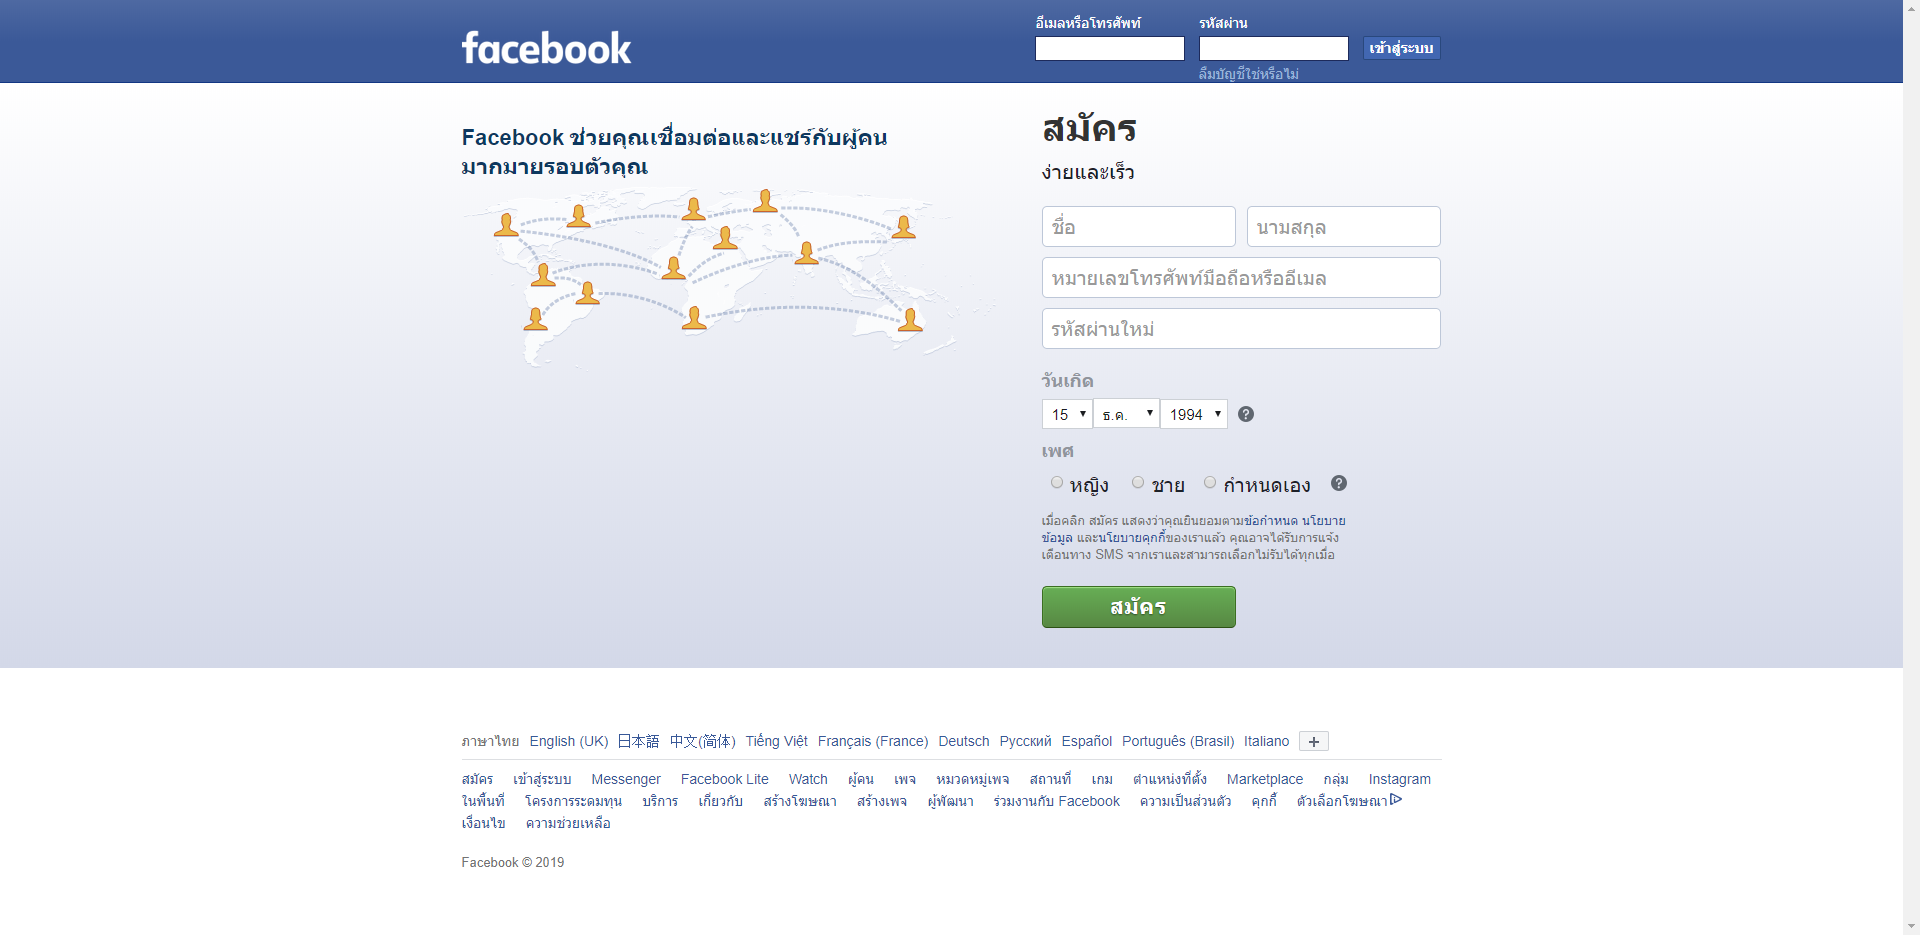 facebook
อีเมลหรือโทรศัพท์
รหัสผ่าน
เข้าสู่ระบบ
ลืมบัญชีใช่หรือไม่
Facebook ช่วยคุณเชื่อมต่อและแชร์กับผู้คน
มากมายรอบตัวคุณ
สมัคร
ง่ายและเร็ว
ชื่อ นามสกุล
หมายเลขโทรศัพท์มือถือหรืออีเมล
รหัสผ่านใหม่
วันเกิด
15 ธ.ค. 1994 ?
เพศ
หญิง ชาย กำหนดเอง ?
เมื่อคลิก สมัคร แสดงว่าคุณยินยอมตามข้อกำหนด นโยบาย
ข้อมูล และนโยบายคุกกี้ของเราแล้ว คุณอาจได้รับการแจ้ง
เตือนทาง SMS จากเราและสามารถเลือกไม่รับได้ทุกเมื่อ
สมัคร
ภาษาไทย English (UK) 日本語 中文(简体) Tiếng Việt Français (France) Deutsch Русский Español Português (Brasil) Italiano +
สมัคร เข้าสู่ระบบ Messenger Facebook Lite Watch ผู้คน เพจ หมวดหมู่เพจ สถานที่ เกม ตำแหน่งที่ตั้ง Marketplace กลุ่ม Instagram
ในพื้นที่ โครงการระดมทุน บริการ เกี่ยวกับ สร้างโฆษณา สร้างเพจ ผู้พัฒนา ร่วมงานกับ Facebook ความเป็นส่วนตัว คุกกี้ ตัวเลือกโฆษณา
เงื่อนไข ความช่วยเหลือ
Facebook © 2019